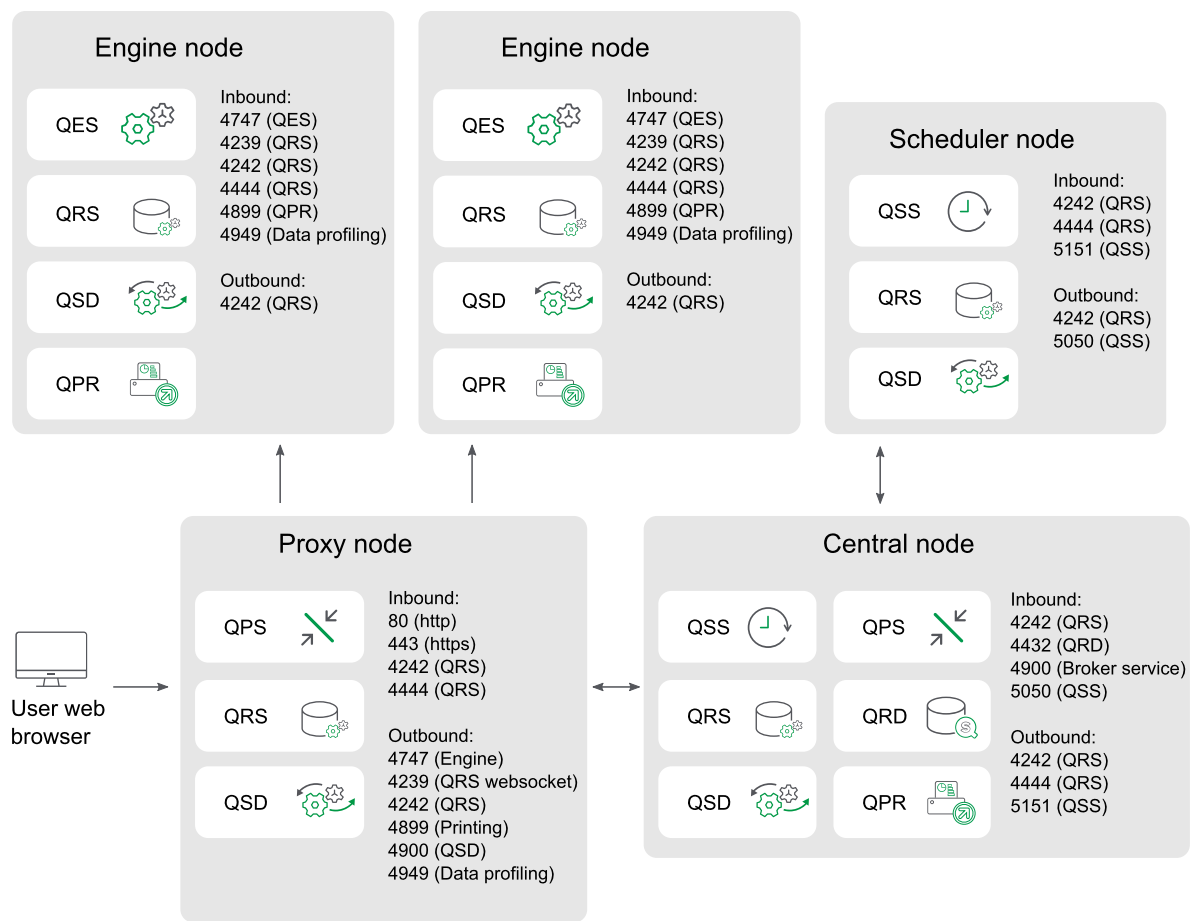 Engine node
QES
QRS
QSD
QPR
Inbound:
4747 (QES)
4239 (QRS)
4242 (QRS)
4444 (QRS)
4899 (QPR)
4949 (Data profiling)
Outbound:
4242 (QRS)
Engine node
QES
QRS
QSD
QPR
Inbound:
4747 (QES)
4239 (QRS)
4242 (QRS)
4444 (QRS)
4899 (QPR)
4949 (Data profiling)
Outbound:
4242 (QRS)
Scheduler node
QSS
QRS
QSD
Inbound:
4242 (QRS)
4444 (QRS)
5151 (QSS)
Outbound:
4242 (QRS)
5050 (QSS)
User web
browser
Proxy node
QPS
QRS
QSD
Inbound:
80 (http)
443 (https)
4242 (QRS)
4444 (QRS)
Outbound:
4747 (Engine)
4239 (QRS websocket)
4242 (QRS)
4899 (Printing)
4900 (QSD)
4949 (Data profiling)
Central node
QSS
QPS
QRS
QRD
S
QSD
QPR
Inbound:
4242 (QRS)
4432 (QRD)
4900 (Broker service)
5050 (QSS)
Outbound:
4242 (QRS)
4444 (QRS)
5151 (QSS)